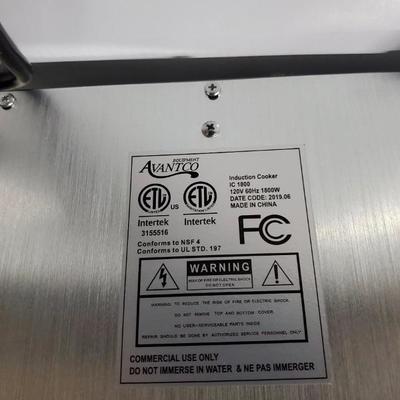 EQUIPMENT
AVANTCO
Induction Cooker
IC 1800
120V 60Hz 1800W
DATE CODE: 2019.06
MADE IN CHINA
ETL US ETL
Intertek Intertek
3155516
FC
Conforms to NSF 4
Conforms to UL STD. 197
WARNING
RISK OF FIRE OR ELECTRIC SHOCK
DO NOT OPEN
WARNING: TO REDUCE THE RISK OF FIRE OR ELECTRIC SHOCK,
DO NOT REMOVE TOP AND BOTTOM COVER.
NO USER-SERVICEABLE PARTS INSIDE
REPAIR SHOULD BE DONE BY AUTHORIZED SERVICE PERSONNEL ONLY
COMMERCIAL USE ONLY
DO NOT IMMERSE IN WATER & NE PAS IMMERGER